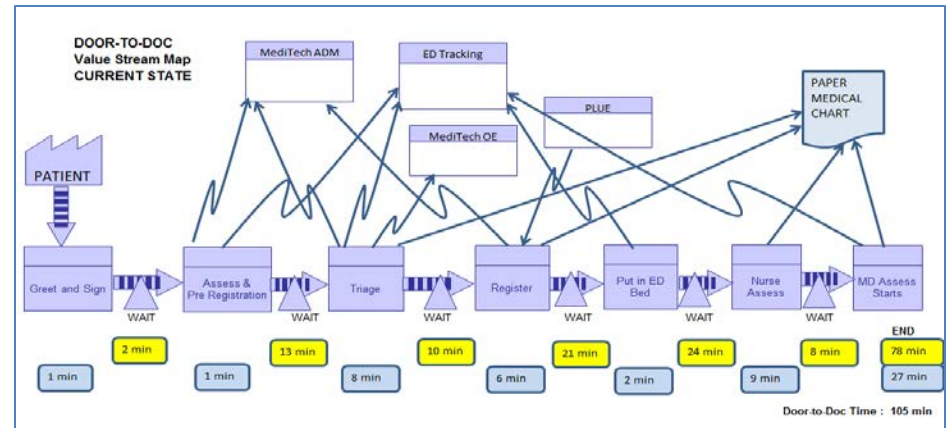 DOOR-TO-DOC
Value Stream Map
CURRENT STATE
MediTech ADM
ED Tracking
MediTech OE
PLUE
PAPER
MEDICAL
CHART
PATIENT
Greet and Sign
Assess &
Pre Registration
Triage
Register
Put in ED
Bed
Nurse
Assess
MD Assess
Starts
WAIT
WAIT
WAIT
WAIT
WAIT
WAIT
END
2 min
13 min
10 min
21 min
24 min
8 min
78 min
1 min
1 min
8 min
6 min
2 min
9 min
27 min
Door-to-Doc Time : 105 min